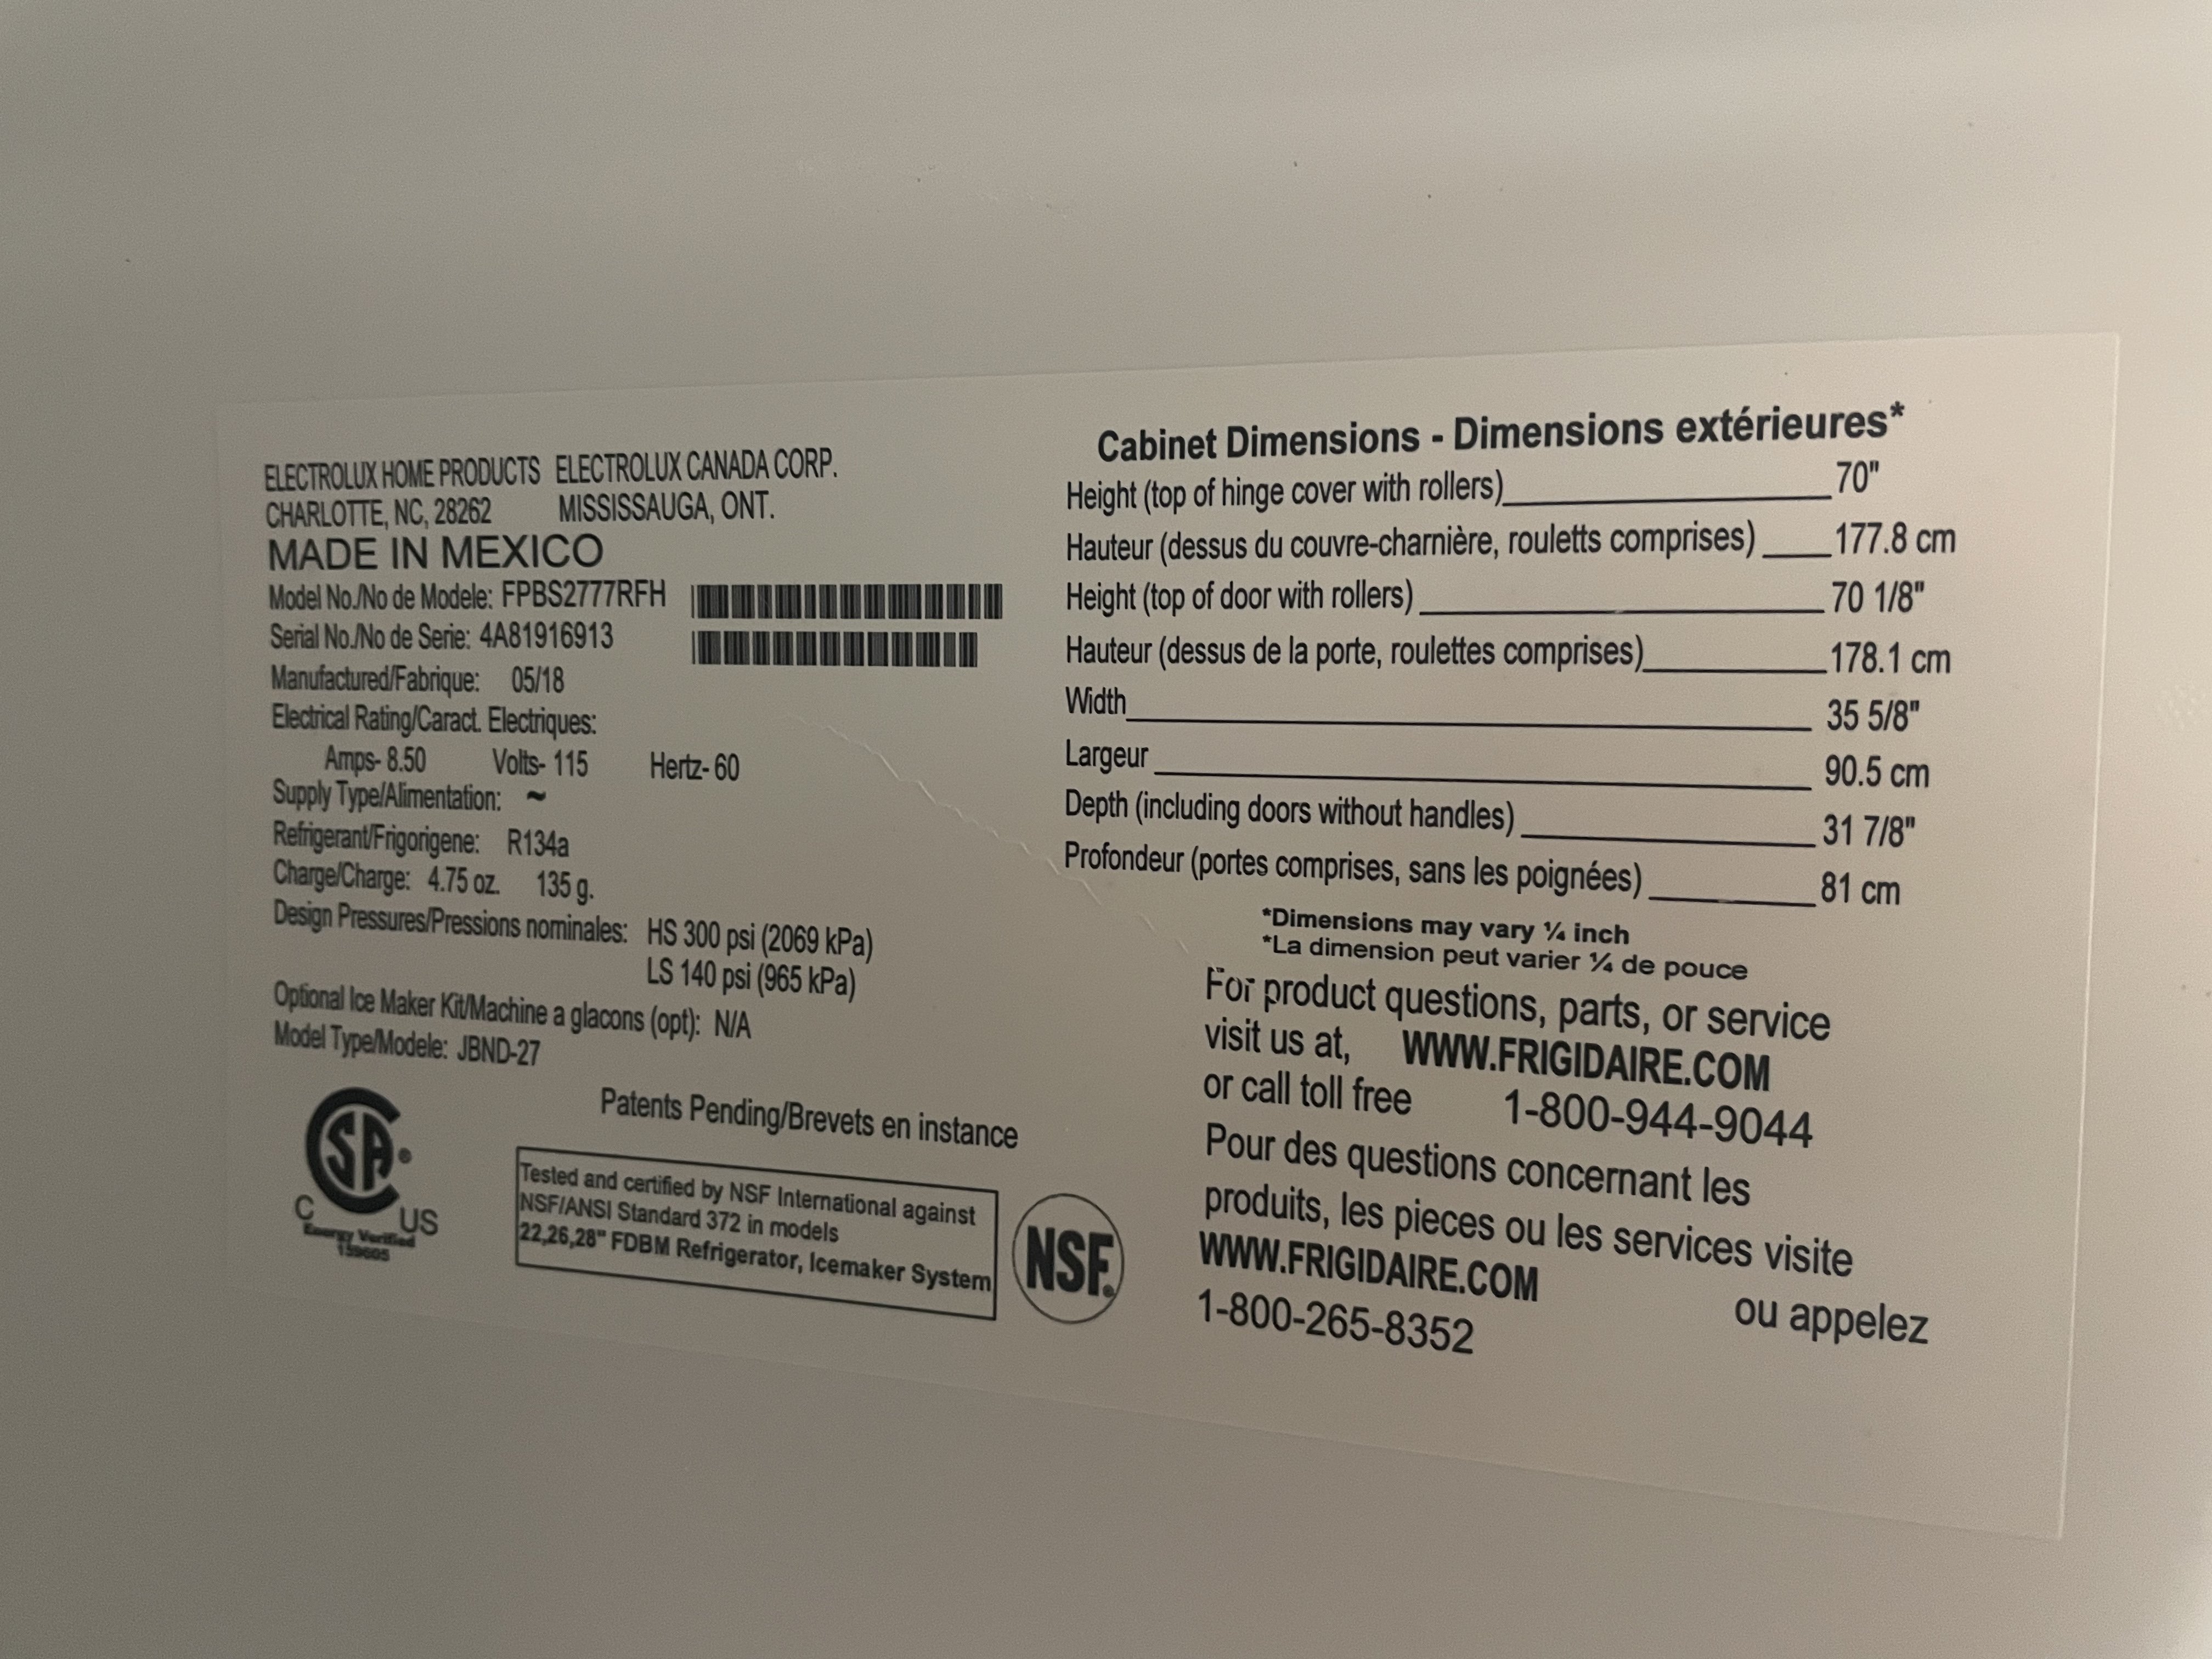 ELECTROLUX HOME PRODUCTS ELECTROLUX CANADA CORP.
CHARLOTTE, NC, 28262 MISSISSAUGA, ONT.
MADE IN MEXICO
Model No./No de Modele: FPBS2777RFH
Serial No./No de Serie: 4A81916913
Manufactured/Fabrique: 05/18
Electrical Rating/Caract. Electriques:
Amps- 8.50 Volts- 115 Hertz- 60
Supply Type/Alimentation: ~
Refrigerant/Frigorigene: R134a
Charge/Charge: 4.75 oz. 135 g.
Design Pressures/Pressions nominales: HS 300 psi (2069 kPa)
LS 140 psi (965 kPa)
Optional Ice Maker Kit/Machine a glacons (opt): N/A
Model Type/Modele: JBND-27
Patents Pending/Brevets en instance
SA ®
C US
Energy Verified
159605
Tested and certified by NSF International against
NSF/ANSI Standard 372 in models
22,26,28" FDBM Refrigerator, Icemaker System
NSF®
Cabinet Dimensions - Dimensions extérieures*
Height (top of hinge cover with rollers) 70"
Hauteur (dessus du couvre-charnière, rouletts comprises) 177.8 cm
Height (top of door with rollers) 70 1/8"
Hauteur (dessus de la porte, roulettes comprises) 178.1 cm
Width 35 5/8"
Largeur 90.5 cm
Depth (including doors without handles) 31 7/8"
Profondeur (portes comprises, sans les poignées) 81 cm
*Dimensions may vary ¼ inch
*La dimension peut varier ¼ de pouce
For product questions, parts, or service
visit us at, WWW.FRIGIDAIRE.COM
or call toll free 1-800-944-9044
Pour des questions concernant les
produits, les pieces ou les services visite
WWW.FRIGIDAIRE.COM ou appelez
1-800-265-8352